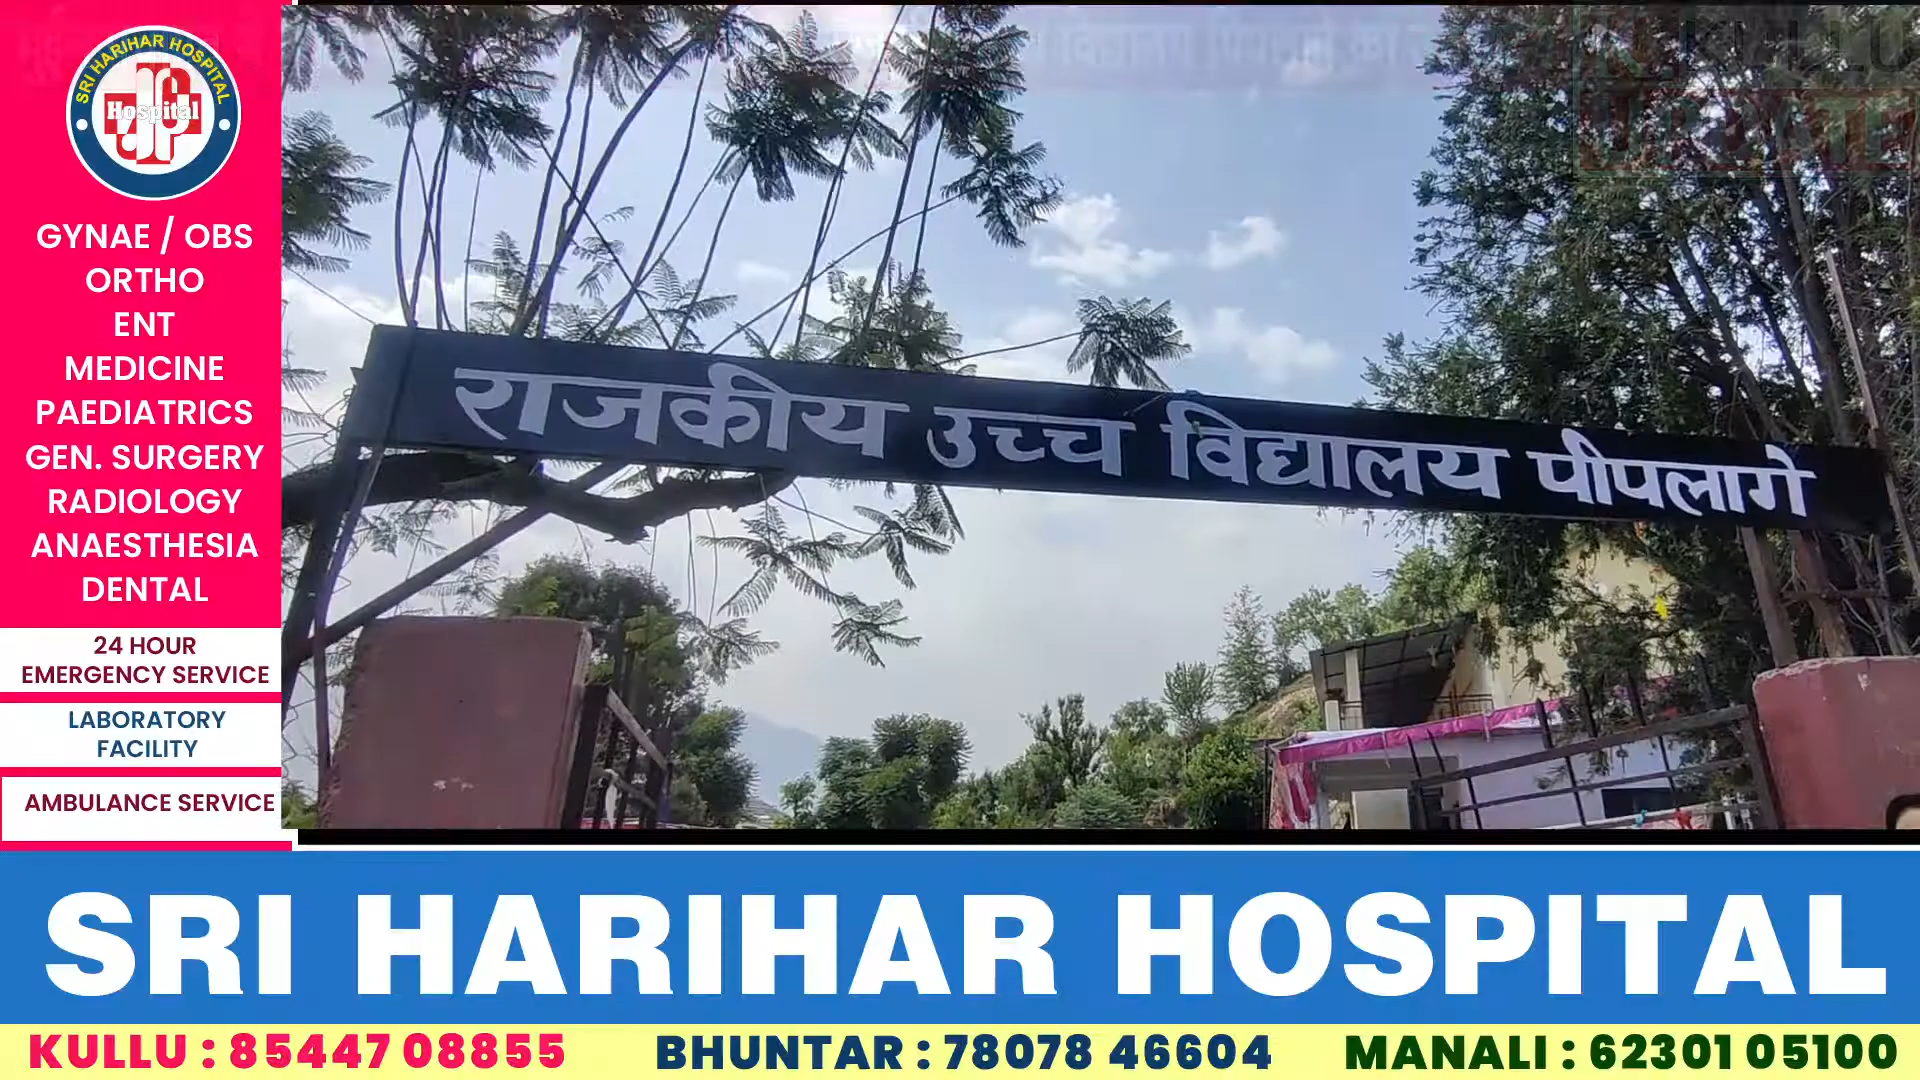 SRI HARIHAR HOSPITAL
Hospital
GYNAE / OBS
ORTHO
ENT
MEDICINE
PAEDIATRICS
GEN. SURGERY
RADIOLOGY
ANAESTHESIA
DENTAL
24 HOUR
EMERGENCY SERVICE
LABORATORY
FACILITY
AMBULANCE SERVICE
KULLU
UPDATE
राजकीय उच्च विद्यालय पीपलागे
SRI HARIHAR HOSPITAL
KULLU : 85447 08855
BHUNTAR : 78078 46604
MANALI : 62301 05100